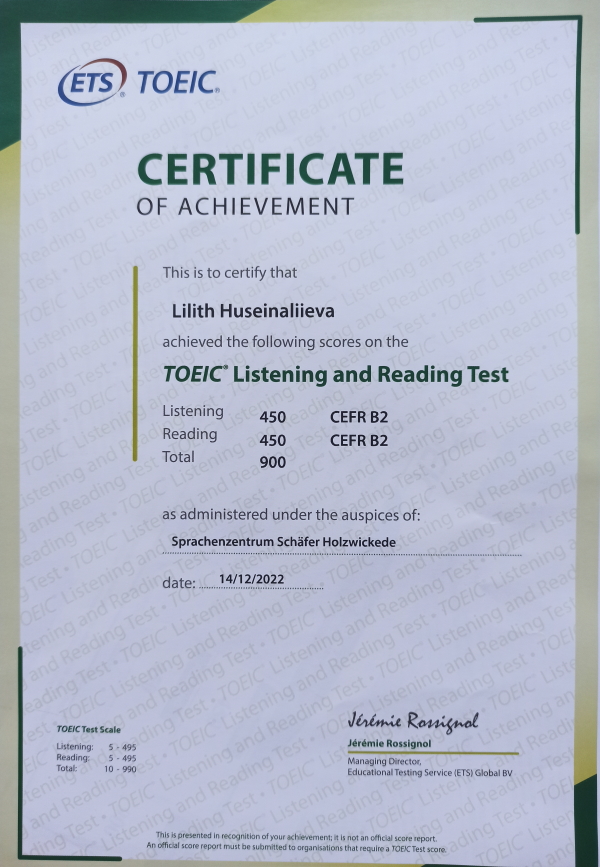 ETS® TOEIC®
CERTIFICATE
OF ACHIEVEMENT
This is to certify that
Lilith Huseinaliieva
achieved the following scores on the
TOEIC® Listening and Reading Test
Listening 450 CEFR B2
Reading 450 CEFR B2
Total 900
as administered under the auspices of:
Sprachenzentrum Schäfer Holzwickede
date: 14/12/2022
Jérémie Rossignol
Jérémie Rossignol
Managing Director,
Educational Testing Service (ETS) Global BV
TOEIC Test Scale
Listening: 5 - 495
Reading: 5 - 495
Total: 10 - 990
This is presented in recognition of your achievement; it is not an official score report.
An official score report must be submitted to organisations that require a TOEIC Test score.